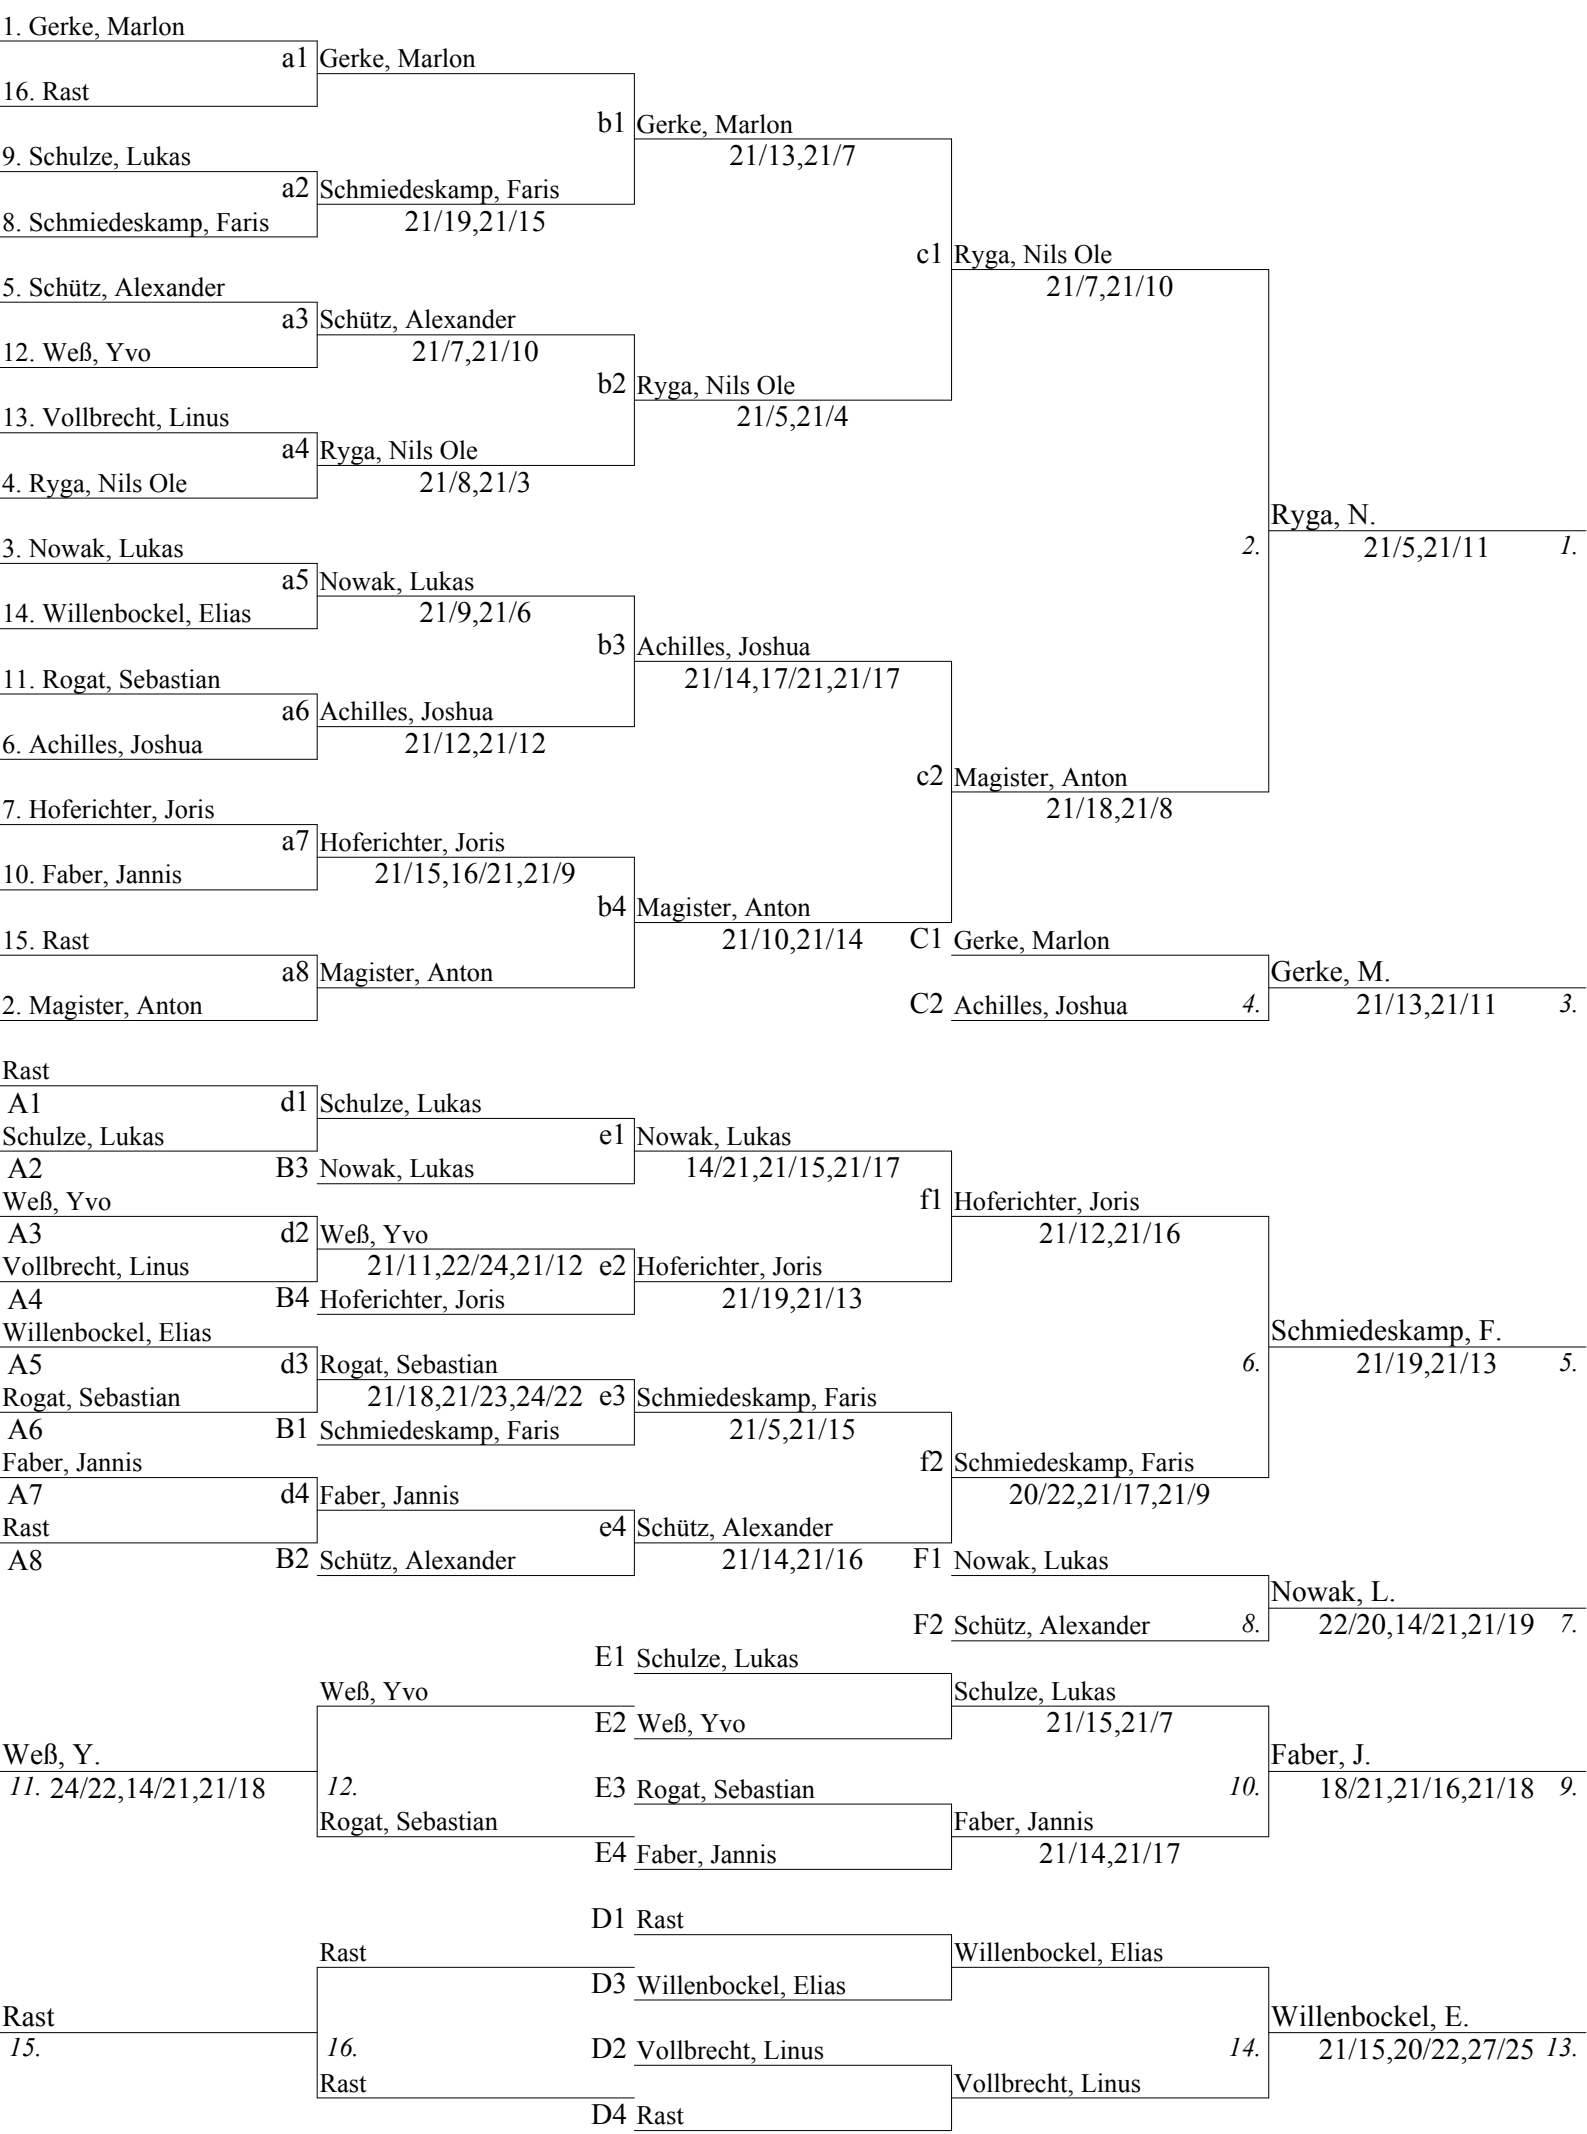 1. Gerke, Marlon
a1 Gerke, Marlon
16. Rast
b1 Gerke, Marlon
21/13,21/7
9. Schulze, Lukas
a2 Schmiedeskamp, Faris
21/19,21/15
8. Schmiedeskamp, Faris
c1 Ryga, Nils Ole
21/7,21/10
5. Schütz, Alexander
a3 Schütz, Alexander
21/7,21/10
12. Weß, Yvo
b2 Ryga, Nils Ole
21/5,21/4
13. Vollbrecht, Linus
a4 Ryga, Nils Ole
21/8,21/3
4. Ryga, Nils Ole
Ryga, N.
2. 21/5,21/11 1.
3. Nowak, Lukas
a5 Nowak, Lukas
21/9,21/6
14. Willenbockel, Elias
b3 Achilles, Joshua
21/14,17/21,21/17
11. Rogat, Sebastian
a6 Achilles, Joshua
21/12,21/12
6. Achilles, Joshua
c2 Magister, Anton
21/18,21/8
7. Hoferichter, Joris
a7 Hoferichter, Joris
21/15,16/21,21/9
10. Faber, Jannis
b4 Magister, Anton
21/10,21/14
15. Rast
C1 Gerke, Marlon
a8 Magister, Anton
Gerke, M.
2. Magister, Anton
C2 Achilles, Joshua 4. 21/13,21/11 3.
Rast
A1 d1 Schulze, Lukas
Schulze, Lukas
e1 Nowak, Lukas
A2 B3 Nowak, Lukas
14/21,21/15,21/17
Weß, Yvo
f1 Hoferichter, Joris
A3 d2 Weß, Yvo
21/12,21/16
Vollbrecht, Linus
21/11,22/24,21/12 e2 Hoferichter, Joris
A4 B4 Hoferichter, Joris
21/19,21/13
Willenbockel, Elias
Schmiedeskamp, F.
A5 d3 Rogat, Sebastian
6. 21/19,21/13 5.
Rogat, Sebastian
21/18,21/23,24/22 e3 Schmiedeskamp, Faris
A6 B1 Schmiedeskamp, Faris
21/5,21/15
Faber, Jannis
f2 Schmiedeskamp, Faris
A7 d4 Faber, Jannis
20/22,21/17,21/9
Rast
e4 Schütz, Alexander
A8 B2 Schütz, Alexander
21/14,21/16
F1 Nowak, Lukas
Nowak, L.
F2 Schütz, Alexander 8. 22/20,14/21,21/19 7.
E1 Schulze, Lukas
Weß, Yvo
Schulze, Lukas
E2 Weß, Yvo
21/15,21/7
Weß, Y.
Faber, J.
11. 24/22,14/21,21/18 12.
E3 Rogat, Sebastian
10. 18/21,21/16,21/18 9.
Rogat, Sebastian
Faber, Jannis
E4 Faber, Jannis
21/14,21/17
D1 Rast
Rast
Willenbockel, Elias
D3 Willenbockel, Elias
Rast
Willenbockel, E.
15. 16.
D2 Vollbrecht, Linus
14. 21/15,20/22,27/25 13.
Rast
Vollbrecht, Linus
D4 Rast